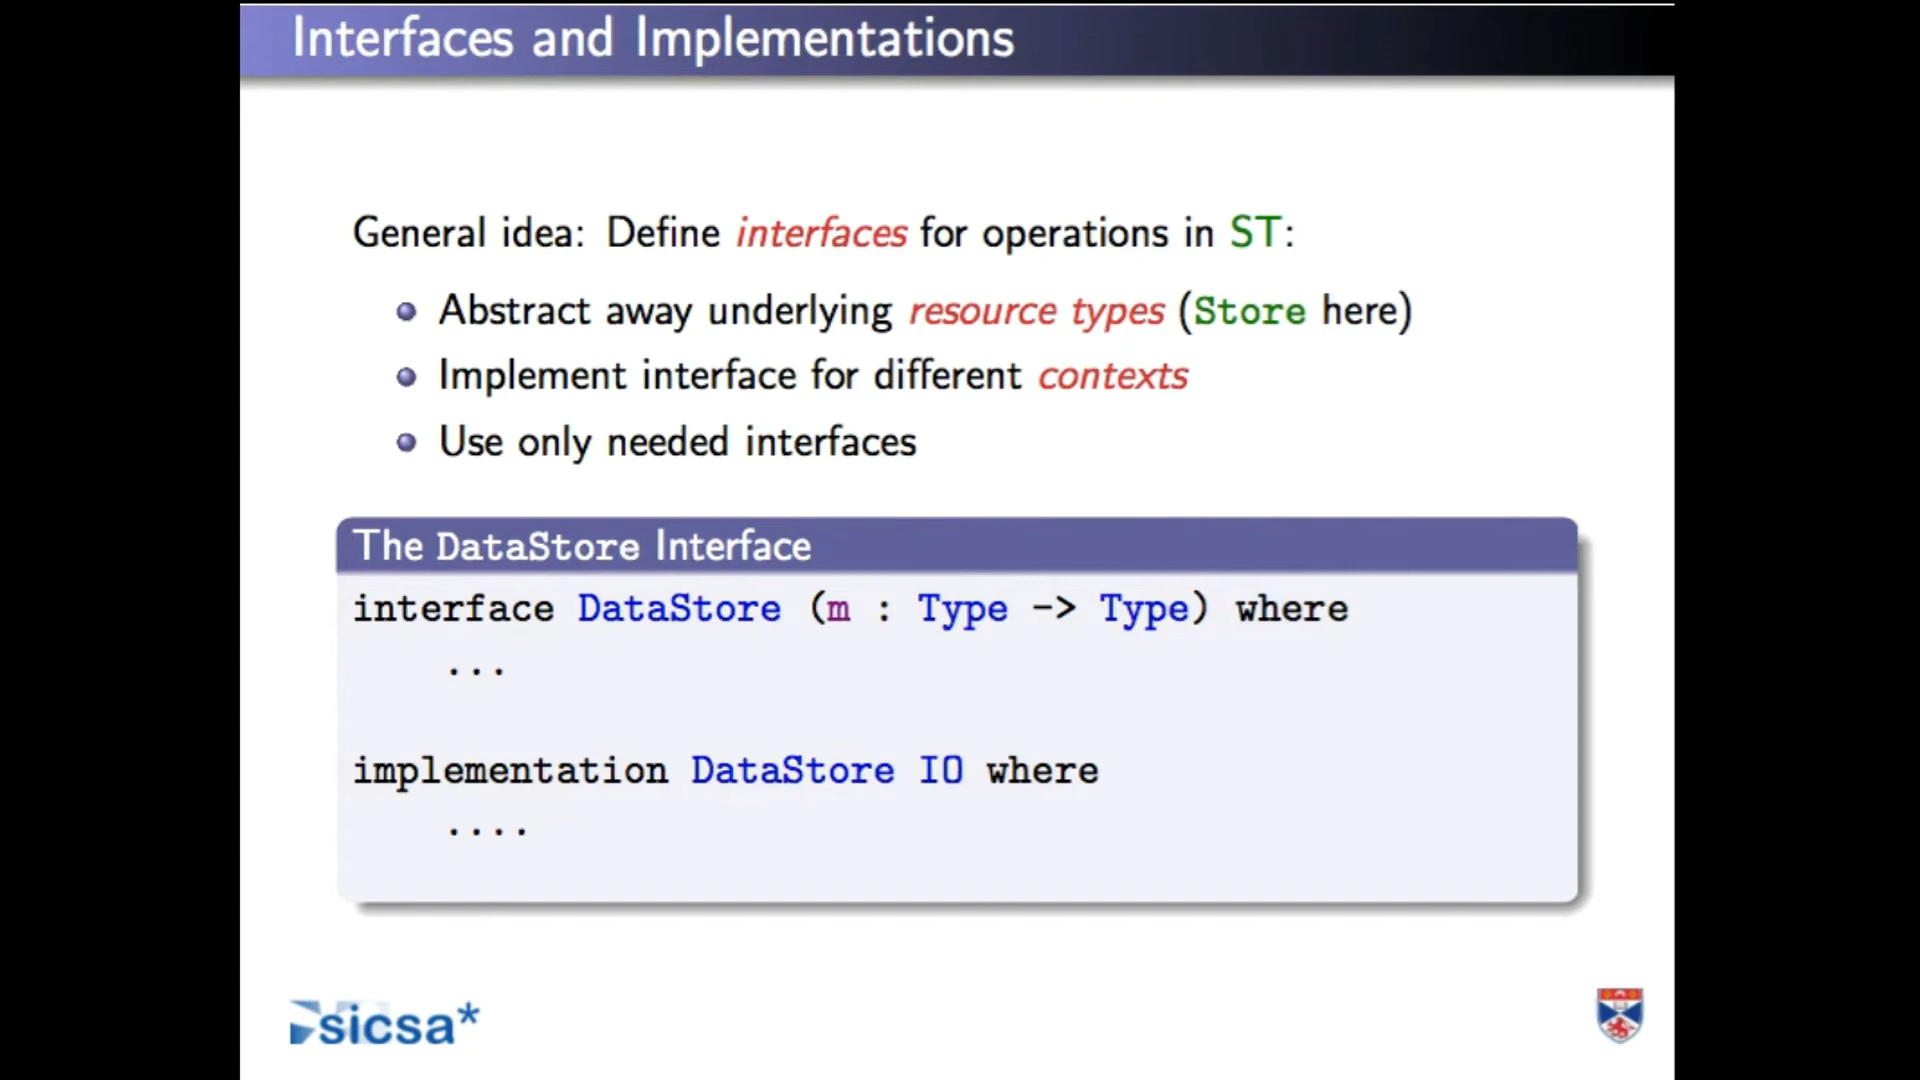 Interfaces and Implementations
General idea: Define interfaces for operations in ST:
Abstract away underlying resource types (Store here)
Implement interface for different contexts
Use only needed interfaces
The DataStore Interface
interface DataStore (m : Type -> Type) where
...
implementation DataStore IO where
....
sicsa*